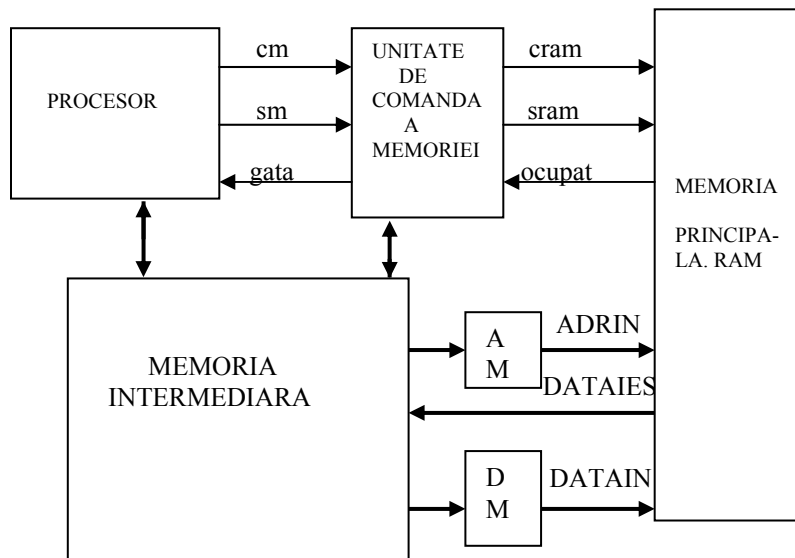 PROCESOR
cm
sm
gata
UNITATE
DE
COMANDA
A
MEMORIEI
cram
sram
ocupat
MEMORIA
PRINCIPA-
LA. RAM
MEMORIA
INTERMEDIARA
A
M
ADRIN
DATAIES
D
M
DATAIN